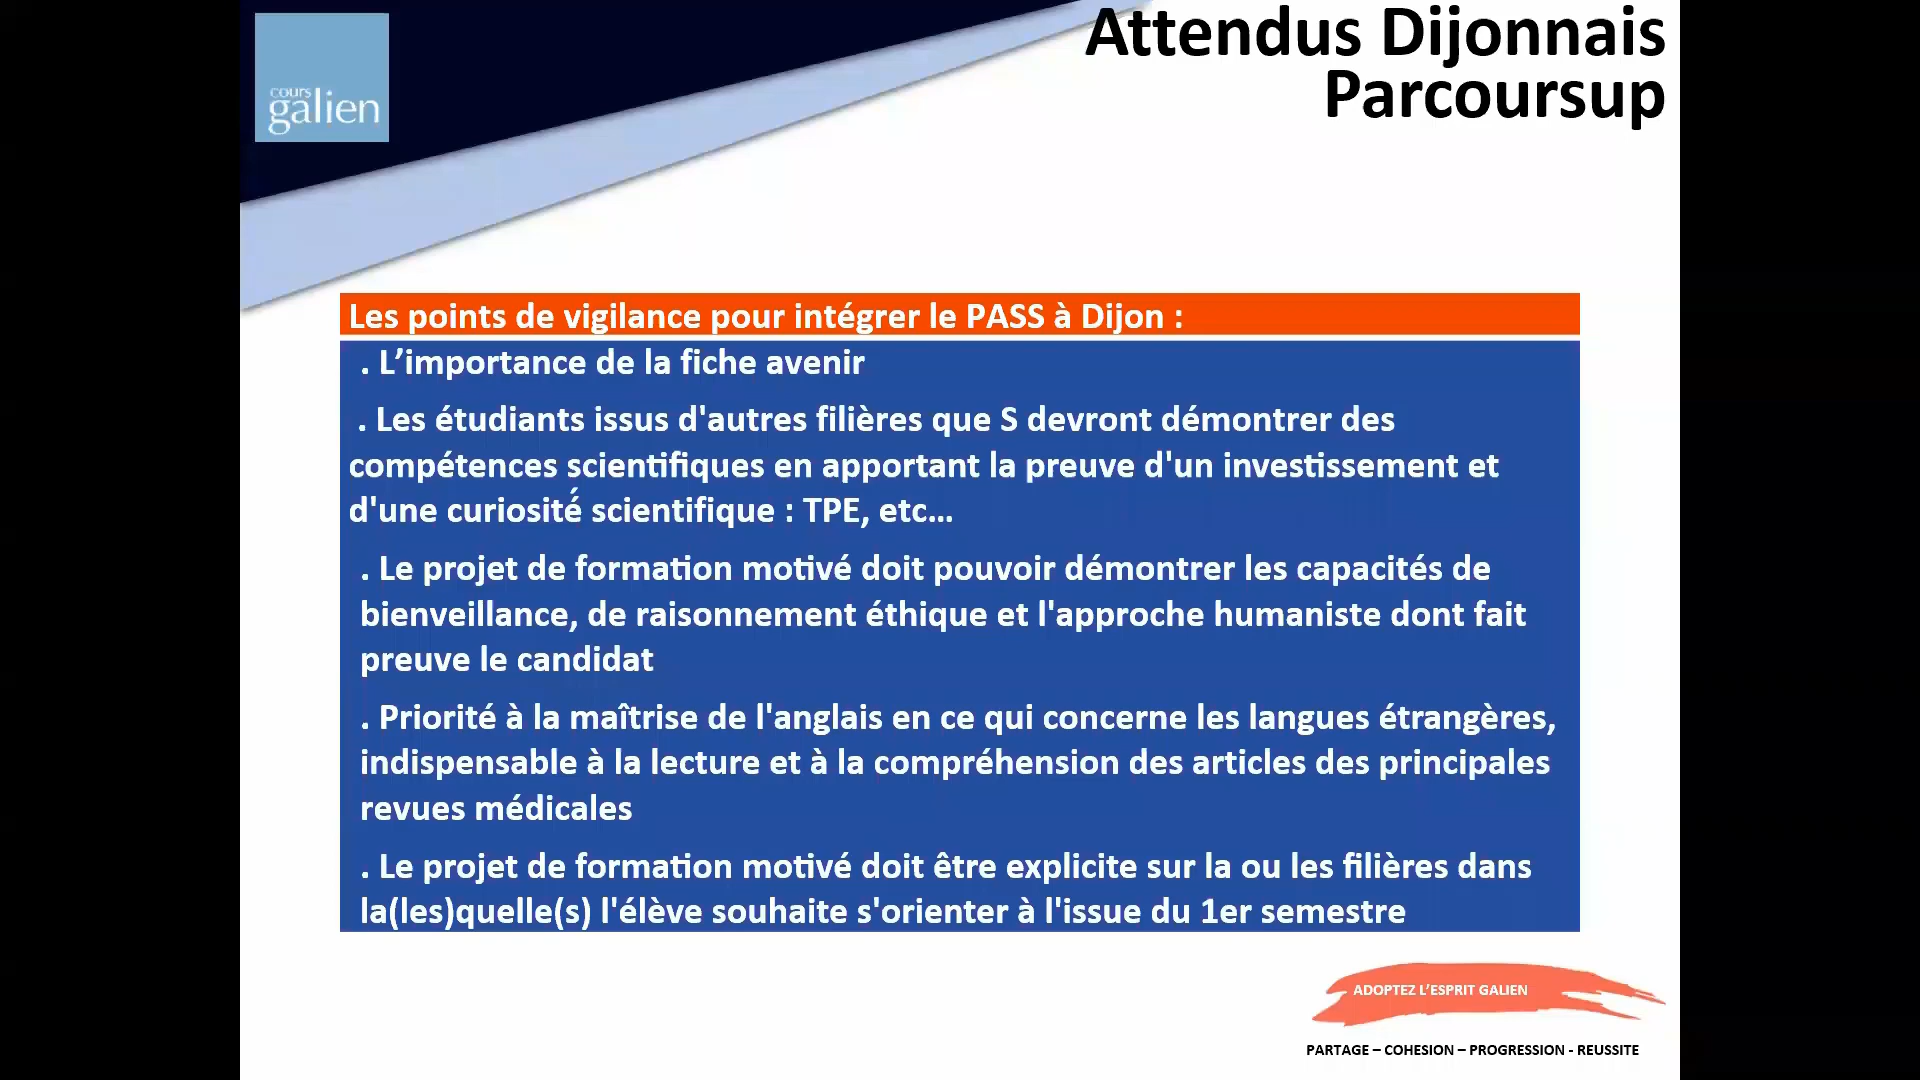 cours
galien
Attendus Dijonnais
Parcoursup
Les points de vigilance pour intégrer le PASS à Dijon :
. L’importance de la fiche avenir
. Les étudiants issus d'autres filières que S devront démontrer des
compétences scientifiques en apportant la preuve d'un investissement et
d'une curiosité́ scientifique : TPE, etc…
. Le projet de formation motivé doit pouvoir démontrer les capacités de
bienveillance, de raisonnement éthique et l'approche humaniste dont fait
preuve le candidat
. Priorité à la maîtrise de l'anglais en ce qui concerne les langues étrangères,
indispensable à la lecture et à la compréhension des articles des principales
revues médicales
. Le projet de formation motivé doit être explicite sur la ou les filières dans
la(les)quelle(s) l'élève souhaite s'orienter à l'issue du 1er semestre
ADOPTEZ L’ESPRIT GALIEN
PARTAGE – COHESION – PROGRESSION - REUSSITE